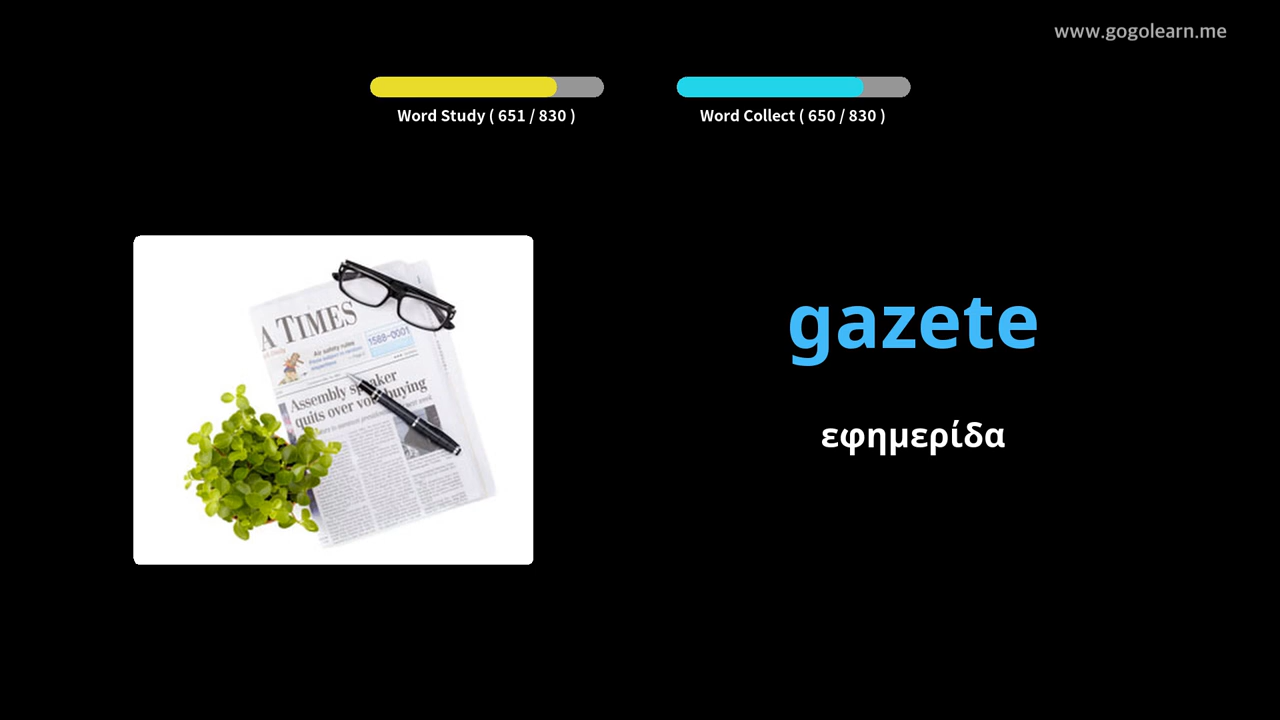 www.gogolearn.me
Word Study ( 651 / 830 )
Word Collect ( 650 / 830 )
A TIMES
Air safety rules
1588-0001
Assembly speaker
quits over vote buying
gazete
εφημερίδα